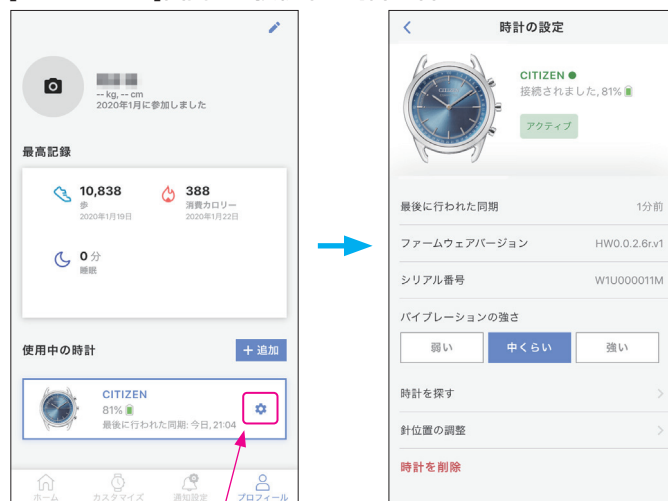 -- kg, -- cm
2020年1月に参加しました
最高記録
10,838
歩
2020年1月19日
388
消費カロリー
2020年1月22日
0 分
睡眠
使用中の時計
+ 追加
CITIZEN
81%
最後に行われた同期: 今日, 21:04
ホーム
カスタマイズ
通知設定
プロフィール
時計の設定
CITIZEN
接続されました, 81%
アクティブ
最後に行われた同期 1分前
ファームウェアバージョン HW0.0.2.6r.v1
シリアル番号 W1U000011M
バイブレーションの強さ
弱い 中くらい 強い
時計を探す
針位置の調整
時計を削除